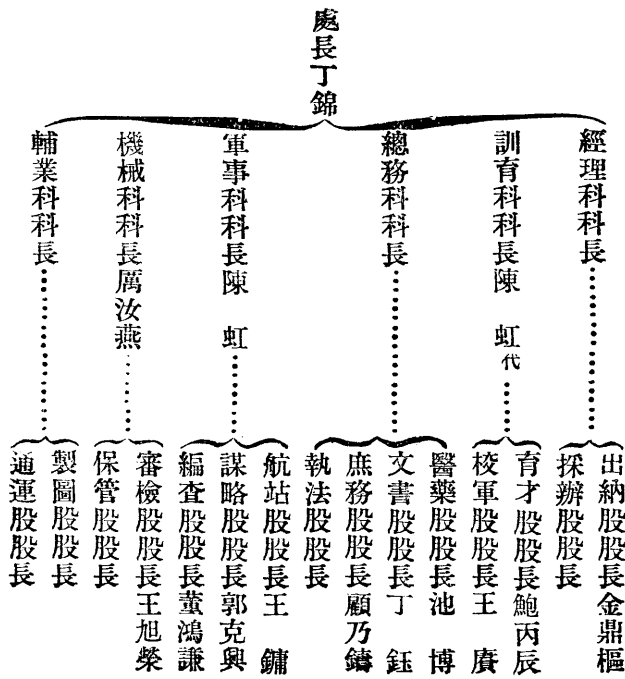 處長丁錦
經理科科長
訓育科科長陳　虹代
總務科科長
軍事科科長陳　虹
機械科科長厲汝燕
輔業科科長
出納股股長金鼎樞
採辦股股長
育才股股長鮑丙辰
校軍股股長王　賡
醫藥股股長池　博
文書股股長丁　鈺
庶務股股長顧乃鑄
執法股股長
航站股股長王　鏞
謀略股股長郭克興
編查股股長董鴻謙
審檢股股長王旭榮
保管股股長
製圖股股長
通運股股長